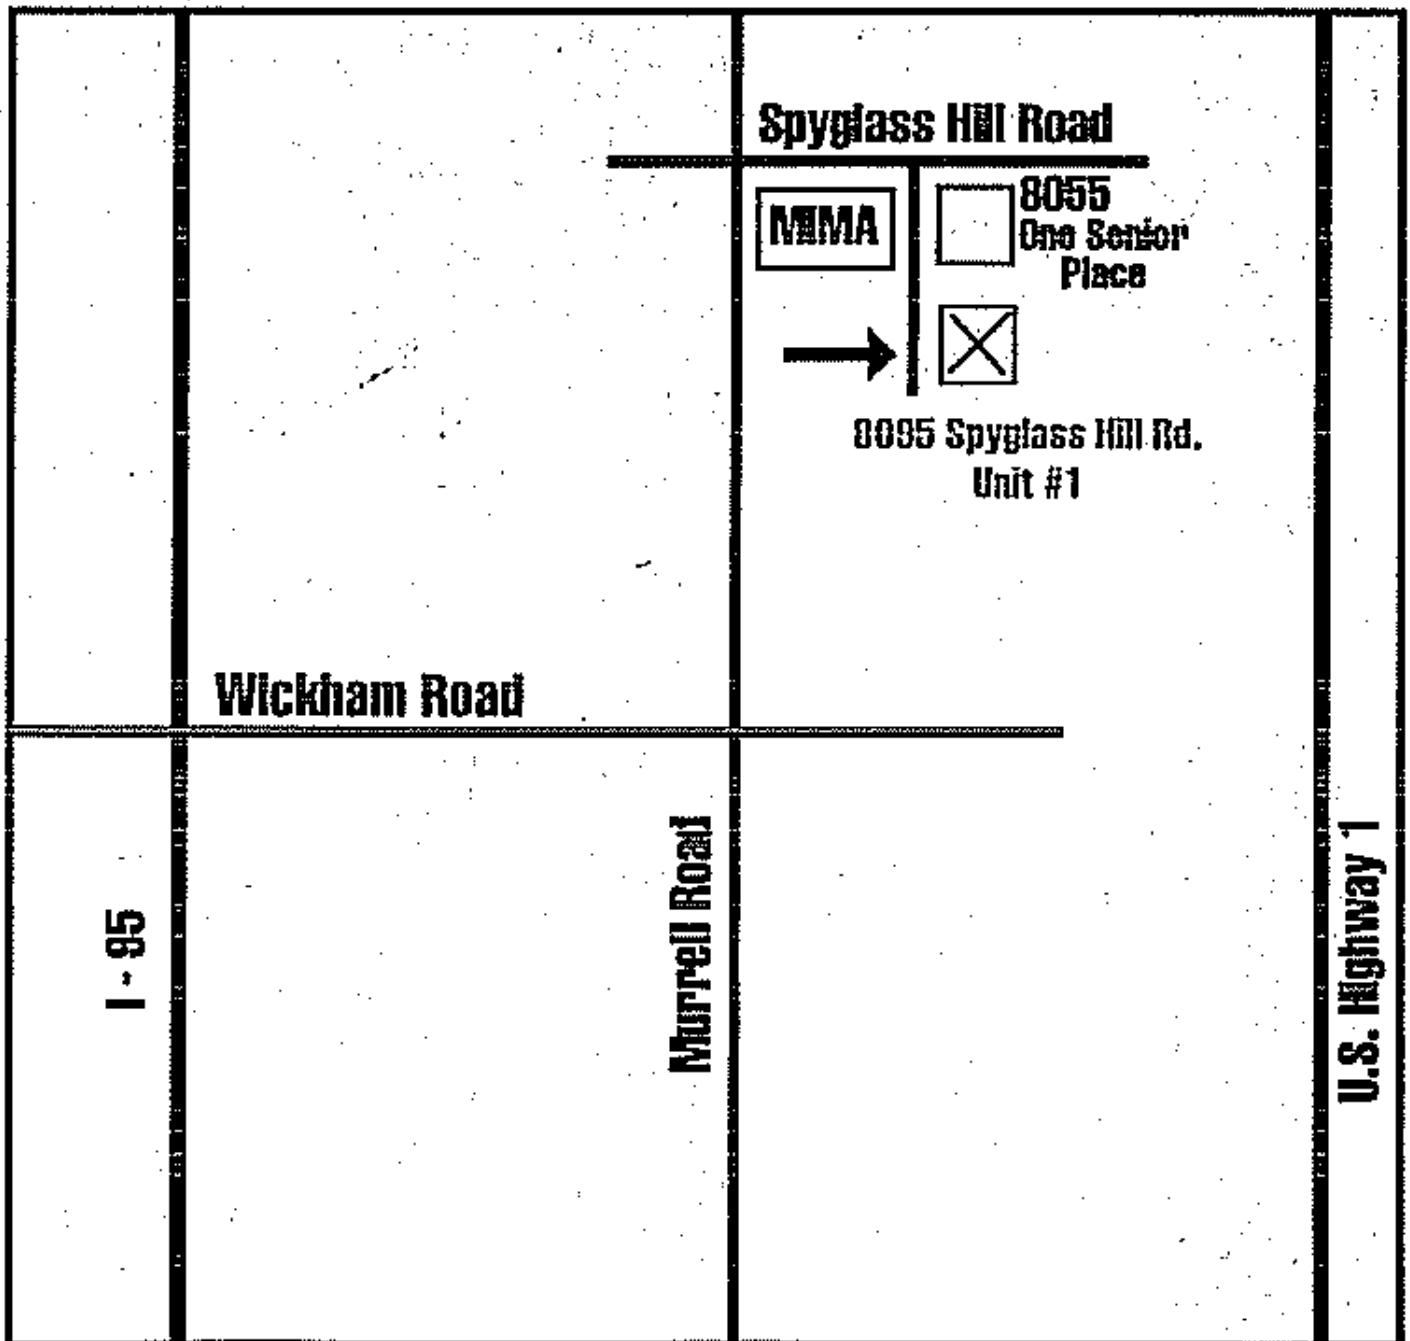 Spyglass Hill Road
MIMA
8055
One Senior
Place
8095 Spyglass Hill Rd.
Unit #1
Wickham Road
I - 95
Murrell Road
U.S. Highway 1